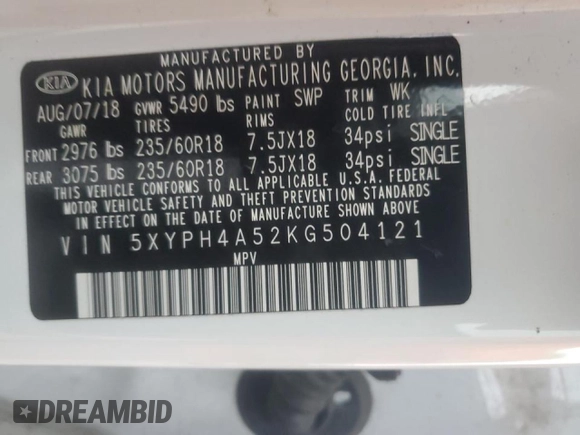 MANUFACTURED BY
KIA KIA MOTORS MANUFACTURING GEORGIA, INC.
AUG/07/18 GVWR 5490 lbs PAINT SWP TRIM WK
GAWR TIRES RIMS COLD TIRE INFL
FRONT 2976 lbs 235/60R18 7.5JX18 34psi SINGLE
REAR 3075 lbs 235/60R18 7.5JX18 34psi SINGLE
THIS VEHICLE CONFORMS TO ALL APPLICABLE U.S.A. FEDERAL
MOTOR VEHICLE SAFETY AND THEFT PREVENTION STANDARDS
IN EFFECT ON THE DATE OF MANUFACTURE SHOWN ABOVE.
VIN 5XYPH4A52KG504121
MPV
DREAMBID